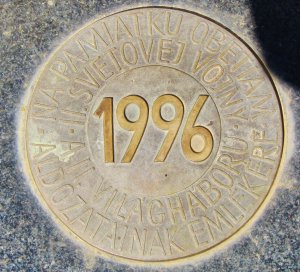 NA PAMIATKU OBETIAM
II. SVETOVEJ VOJNY
1996
A II. VILÁGHÁBORÚ
ÁLDOZATAINAK EMLÉKÉRE